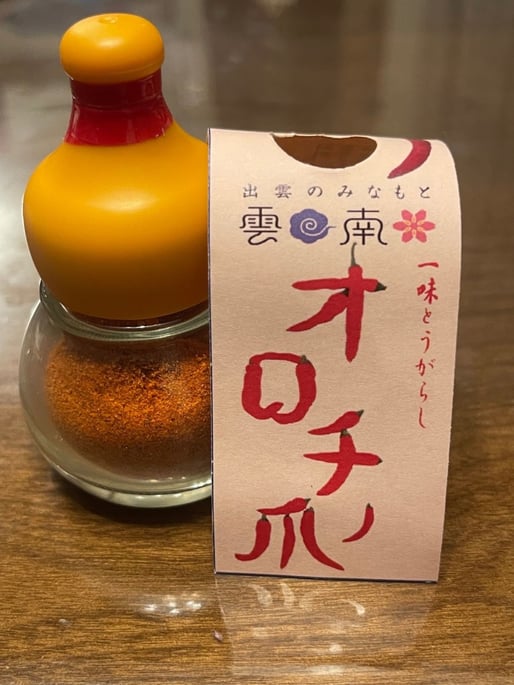 出雲のみなもと
雲南
一味とうがらし
オロチノ爪